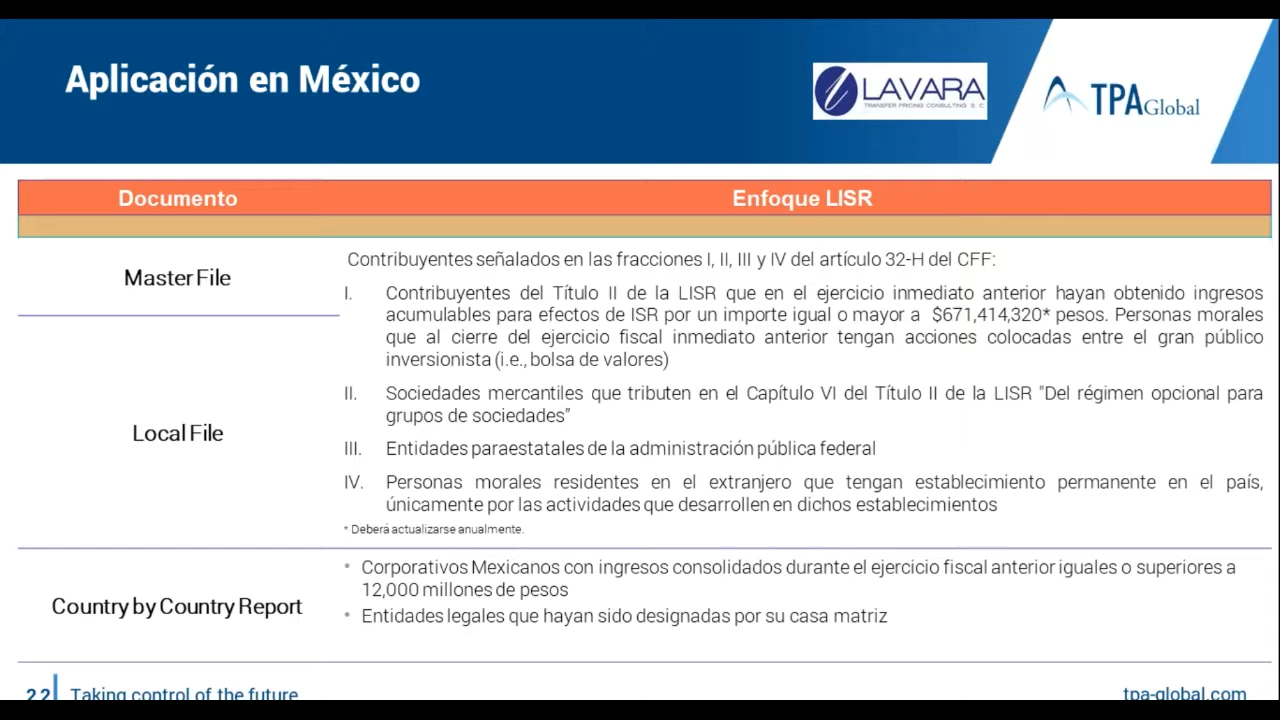 Aplicación en México
LAVARA
TRANSFER PRICING CONSULTING S. C
TPAGlobal
Documento
Enfoque LISR
Master File
Contribuyentes señalados en las fracciones I, II, III y IV del artículo 32-H del CFF:
I. Contribuyentes del Título II de la LISR que en el ejercicio inmediato anterior hayan obtenido ingresos
acumulables para efectos de ISR por un importe igual o mayor a $671,414,320* pesos. Personas morales
que al cierre del ejercicio fiscal inmediato anterior tengan acciones colocadas entre el gran público
inversionista (i.e., bolsa de valores)
Local File
II. Sociedades mercantiles que tributen en el Capítulo VI del Título II de la LISR "Del régimen opcional para
grupos de sociedades”
III. Entidades paraestatales de la administración pública federal
IV. Personas morales residentes en el extranjero que tengan establecimiento permanente en el país,
únicamente por las actividades que desarrollen en dichos establecimientos
* Deberá actualizarse anualmente.
Country by Country Report
• Corporativos Mexicanos con ingresos consolidados durante el ejercicio fiscal anterior iguales o superiores a
12,000 millones de pesos
• Entidades legales que hayan sido designadas por su casa matriz
22
Taking control of the future
tpa-global.com